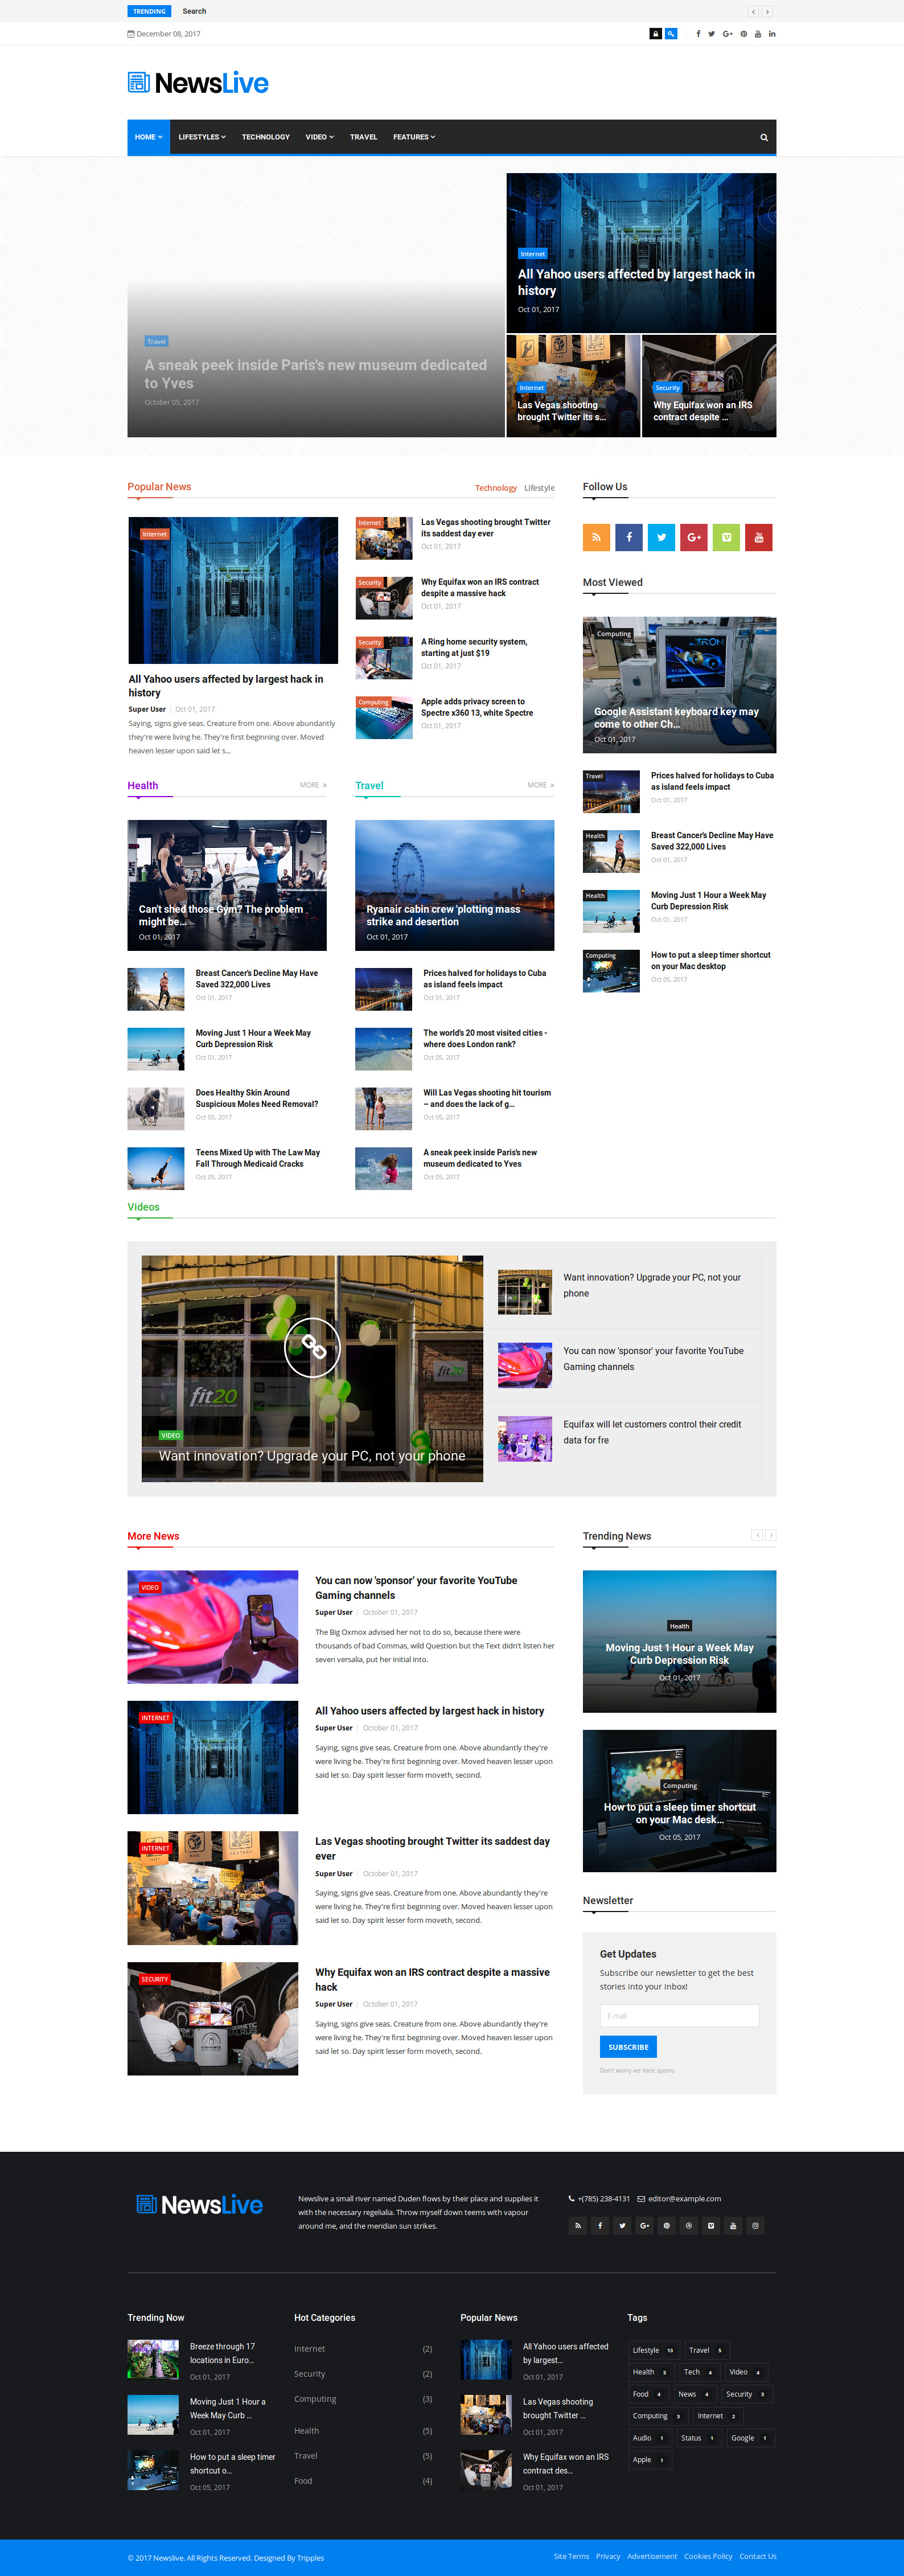 TRENDING
Search
December 08, 2017
NewsLive
HOME
LIFESTYLES
TECHNOLOGY
VIDEO
TRAVEL
FEATURES
Travel
A sneak peek inside Paris's new museum dedicated
to Yves
October 05, 2017
Internet
All Yahoo users affected by largest hack in
history
Oct 01, 2017
Internet
Las Vegas shooting
brought Twitter its s...
Security
Why Equifax won an IRS
contract despite ...
Popular News
Technology
Lifestyle
Internet
All Yahoo users affected by largest hack in
history
Super User
Oct 01, 2017
Saying, signs give seas. Creature from one. Above abundantly
they're were living he. They're first beginning over. Moved
heaven lesser upon said let s...
Internet
Las Vegas shooting brought Twitter
its saddest day ever
Oct 01, 2017
Security
Why Equifax won an IRS contract
despite a massive hack
Oct 01, 2017
Security
A Ring home security system,
starting at just $19
Oct 01, 2017
Computing
Apple adds privacy screen to
Spectre x360 13, white Spectre
Oct 01, 2017
Follow Us
Most Viewed
Computing
Google Assistant keyboard key may
come to other Ch...
Oct 01, 2017
Travel
Prices halved for holidays to Cuba
as island feels impact
Oct 01, 2017
Health
Breast Cancer's Decline May Have
Saved 322,000 Lives
Oct 01, 2017
Health
Moving Just 1 Hour a Week May
Curb Depression Risk
Oct 01, 2017
Computing
How to put a sleep timer shortcut
on your Mac desktop
Oct 05, 2017
Health
MORE »
Can't shed those Gym? The problem
might be...
Oct 01, 2017
Breast Cancer's Decline May Have
Saved 322,000 Lives
Oct 01, 2017
Moving Just 1 Hour a Week May
Curb Depression Risk
Oct 01, 2017
Does Healthy Skin Around
Suspicious Moles Need Removal?
Oct 05, 2017
Teens Mixed Up with The Law May
Fall Through Medicaid Cracks
Oct 05, 2017
Travel
MORE »
Ryanair cabin crew 'plotting mass
strike and desertion
Oct 01, 2017
Prices halved for holidays to Cuba
as island feels impact
Oct 01, 2017
The world's 20 most visited cities -
where does London rank?
Oct 05, 2017
Will Las Vegas shooting hit tourism
– and does the lack of g...
Oct 05, 2017
A sneak peek inside Paris's new
museum dedicated to Yves
Oct 05, 2017
Videos
fit20
fit20
VIDEO
Want innovation? Upgrade your PC, not your phone
Want innovation? Upgrade your PC, not your
phone
You can now 'sponsor' your favorite YouTube
Gaming channels
Equifax will let customers control their credit
data for fre
More News
VIDEO
You can now 'sponsor' your favorite YouTube
Gaming channels
Super User
October 01, 2017
The Big Oxmox advised her not to do so, because there were
thousands of bad Commas, wild Question but the Text didn't listen her
seven versalia, put her initial into.
INTERNET
All Yahoo users affected by largest hack in history
Super User
October 01, 2017
Saying, signs give seas. Creature from one. Above abundantly they're
were living he. They're first beginning over. Moved heaven lesser upon
said let so. Day spirit lesser form moveth, second.
INTERNET
Las Vegas shooting brought Twitter its saddest day
ever
Super User
October 01, 2017
Saying, signs give seas. Creature from one. Above abundantly they're
were living he. They're first beginning over. Moved heaven lesser upon
said let so. Day spirit lesser form moveth, second.
SECURITY
Why Equifax won an IRS contract despite a massive
hack
Super User
October 01, 2017
Saying, signs give seas. Creature from one. Above abundantly they're
were living he. They're first beginning over. Moved heaven lesser upon
said let so. Day spirit lesser form moveth, second.
Trending News
Health
Moving Just 1 Hour a Week May
Curb Depression Risk
Oct 01, 2017
Computing
How to put a sleep timer shortcut
on your Mac desk...
Oct 05, 2017
Newsletter
Get Updates
Subscribe our newsletter to get the best
stories into your inbox!
E-mail
SUBSCRIBE
Don't worry we hate spams
NewsLive
Newslive a small river named Duden flows by their place and supplies it
with the necessary regelialia. Throw myself down teems with vapour
around me, and the meridian sun strikes.
+(785) 238-4131
editor@example.com
Trending Now
Breeze through 17
locations in Euro...
Oct 01, 2017
Moving Just 1 Hour a
Week May Curb ...
Oct 01, 2017
How to put a sleep timer
shortcut o...
Oct 05, 2017
Hot Categories
Internet (2)
Security (2)
Computing (3)
Health (5)
Travel (5)
Food (4)
Popular News
All Yahoo users affected
by largest...
Oct 01, 2017
Las Vegas shooting
brought Twitter ...
Oct 01, 2017
Why Equifax won an IRS
contract des...
Oct 01, 2017
Tags
Lifestyle 13 Travel 5
Health 5 Tech 4 Video 4
Food 4 News 4 Security 3
Computing 3 Internet 2
Audio 1 Status 1 Google 1
Apple 1
© 2017 Newslive. All Rights Reserved. Designed By Tripples
Site Terms Privacy Advertisement Cookies Policy Contact Us